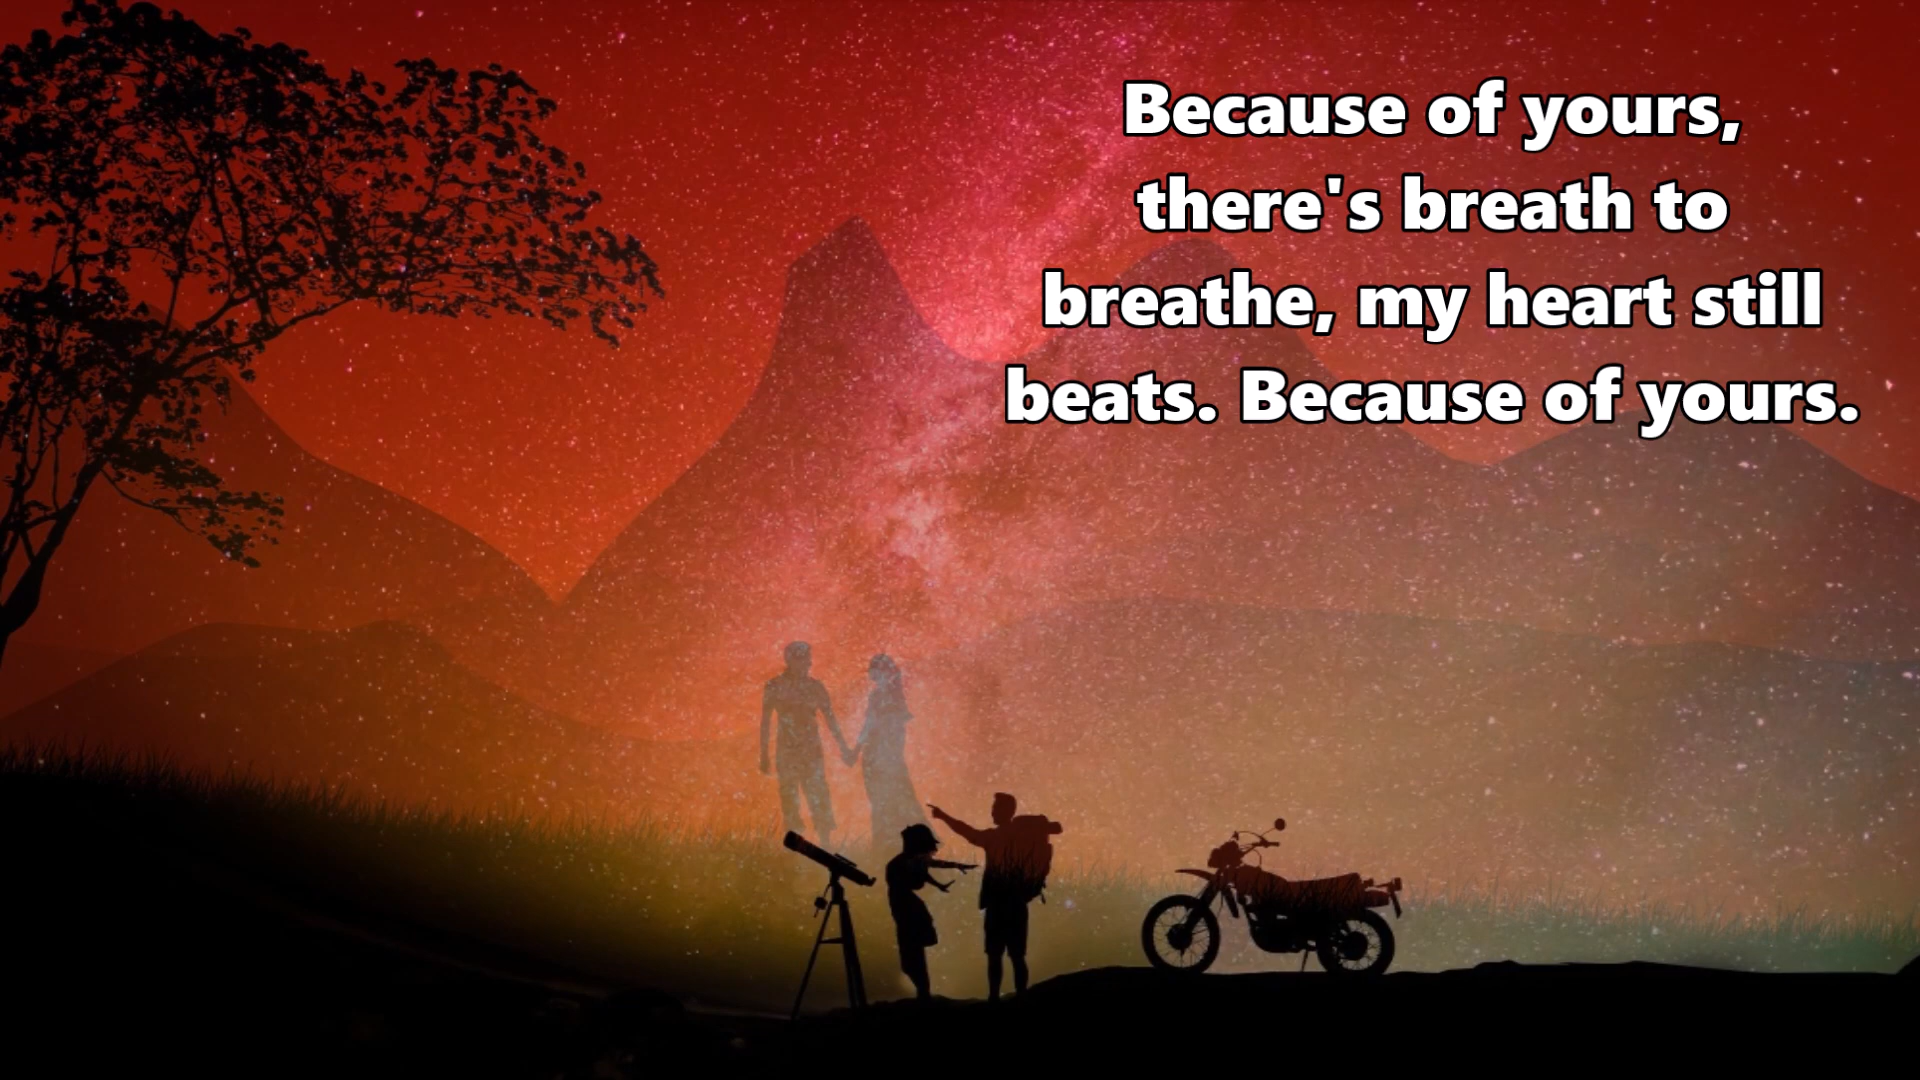 Because of yours,
there's breath to
breathe, my heart still
beats. Because of yours.